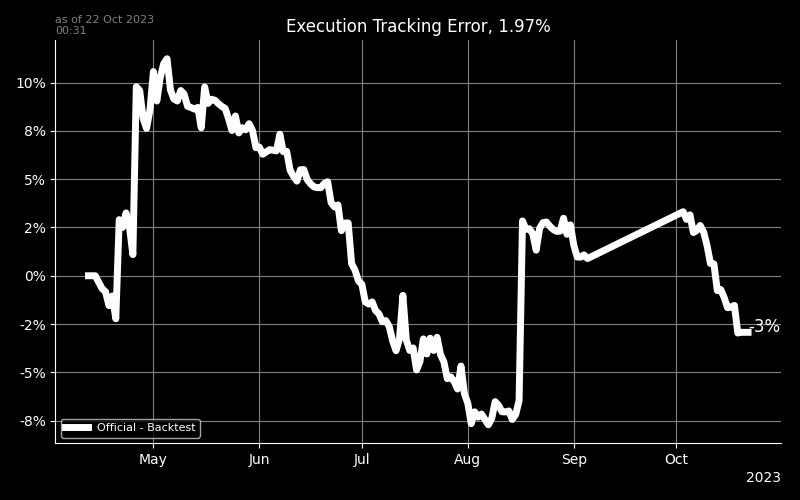 as of 22 Oct 2023
00:31
Execution Tracking Error, 1.97%
10%
8%
5%
2%
0%
-2%
-5%
-8%
-3%
Official - Backtest
May
Jun
Jul
Aug
Sep
Oct
2023